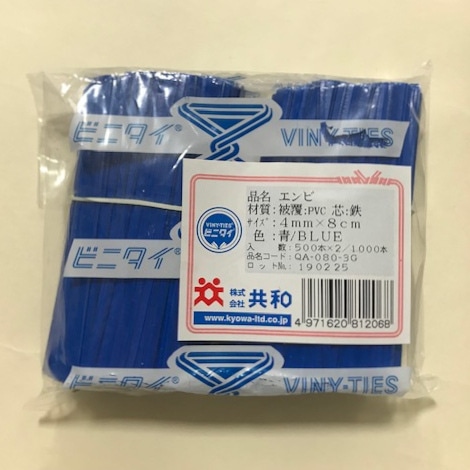 ビニタイ®
VINY-TIES
品名 エンビ
材質:被覆:PVC 芯:鉄
サイズ:4mm×8cm
色:青/BLUE
入 数:500本×2/1,000本
品名コード:QA-080-3G
ロットNo.:190225
VINY-TIES®
ビニタイ
株式会社 共和
www.kyowa-ltd.co.jp
4 971620 812068
ビニタイ®
ビニタイ®
VINY-TIES